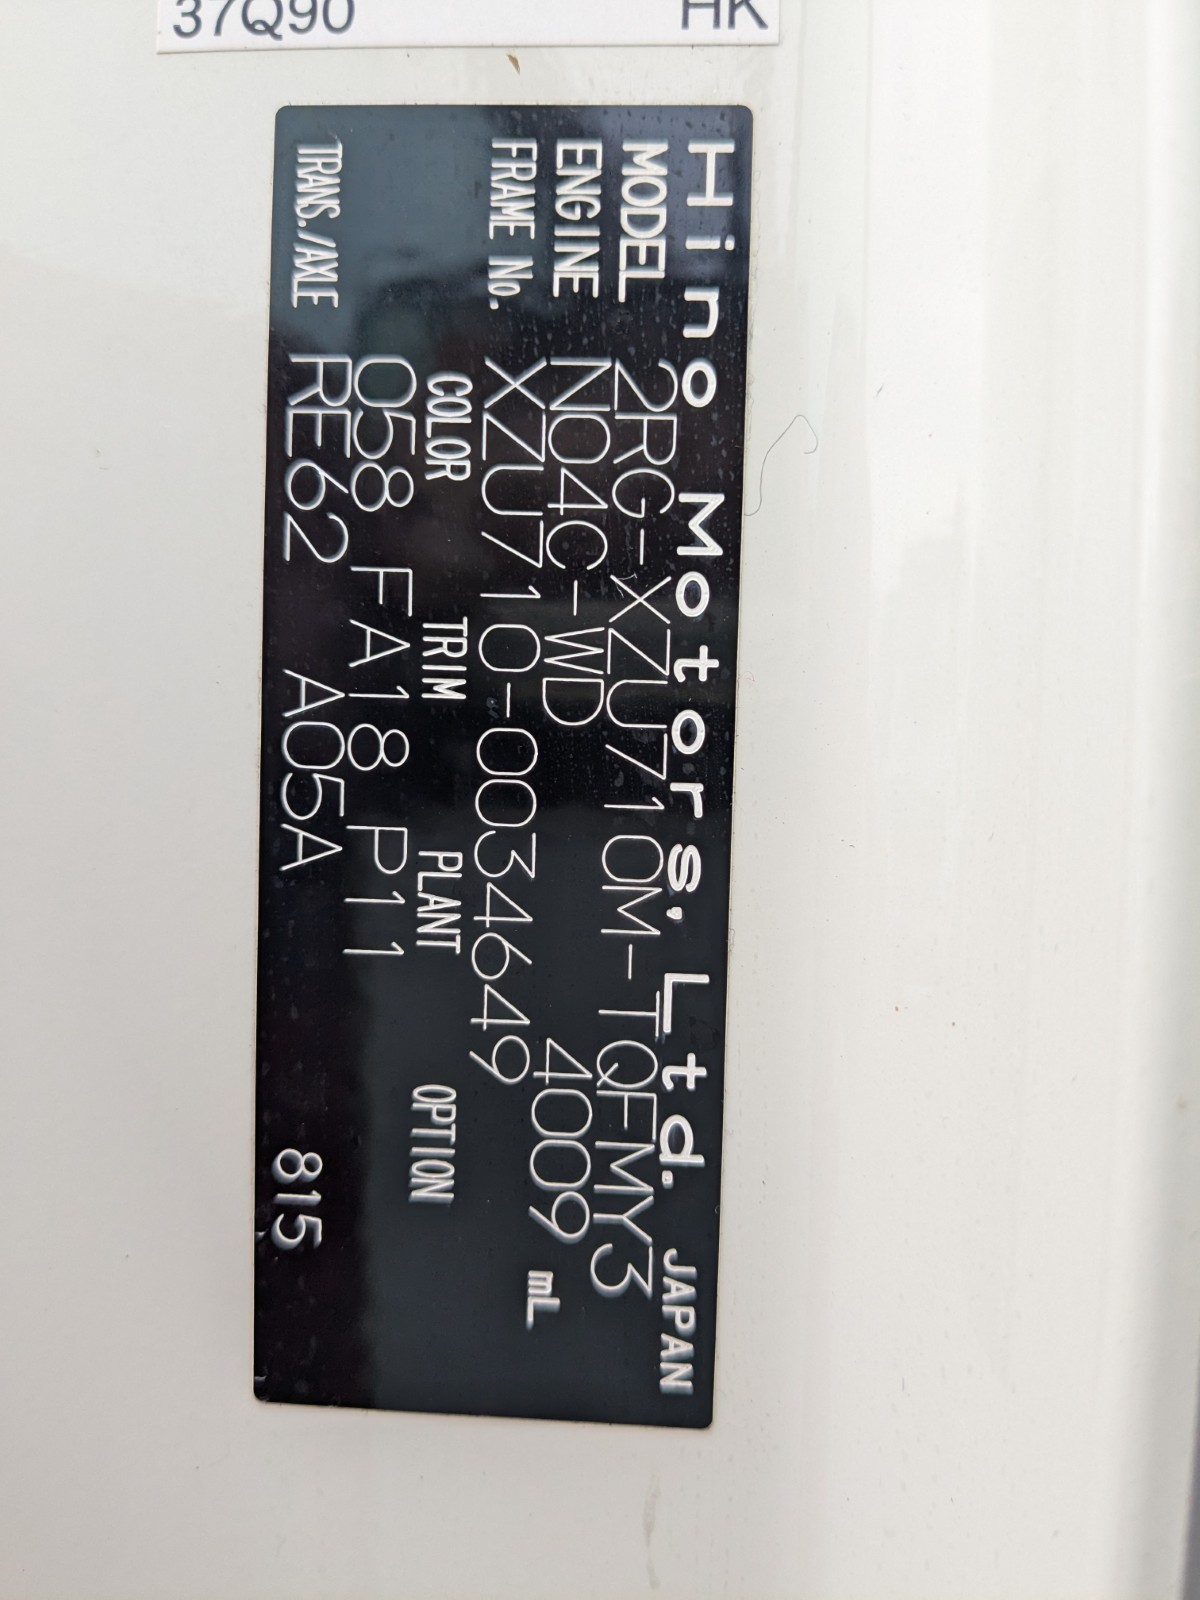 37Q90 HK
Hino Motors, Ltd. JAPAN
MODEL 2RG-XZU710M-TQFMY3
ENGINE N04C-WD 4009 mL
FRAME No. XZU710-0034649
COLOR TRIM PLANT OPTION
058 FA18 P11
TRANS./AXLE RE62 A05A 815